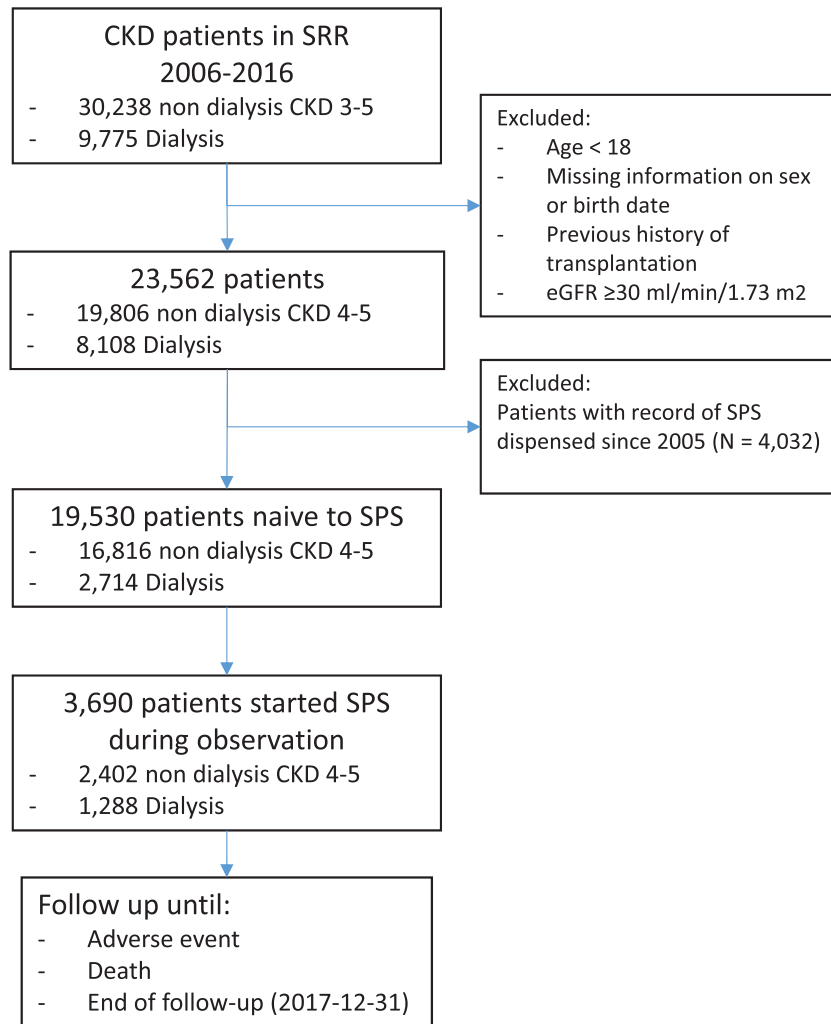 CKD patients in SRR
2006-2016
- 30,238 non dialysis CKD 3-5
- 9,775 Dialysis
Excluded:
- Age < 18
- Missing information on sex
or birth date
- Previous history of
transplantation
- eGFR ≥30 ml/min/1.73 m2
23,562 patients
- 19,806 non dialysis CKD 4-5
- 8,108 Dialysis
Excluded:
Patients with record of SPS
dispensed since 2005 (N = 4,032)
19,530 patients naive to SPS
- 16,816 non dialysis CKD 4-5
- 2,714 Dialysis
3,690 patients started SPS
during observation
- 2,402 non dialysis CKD 4-5
- 1,288 Dialysis
Follow up until:
- Adverse event
- Death
- End of follow-up (2017-12-31)